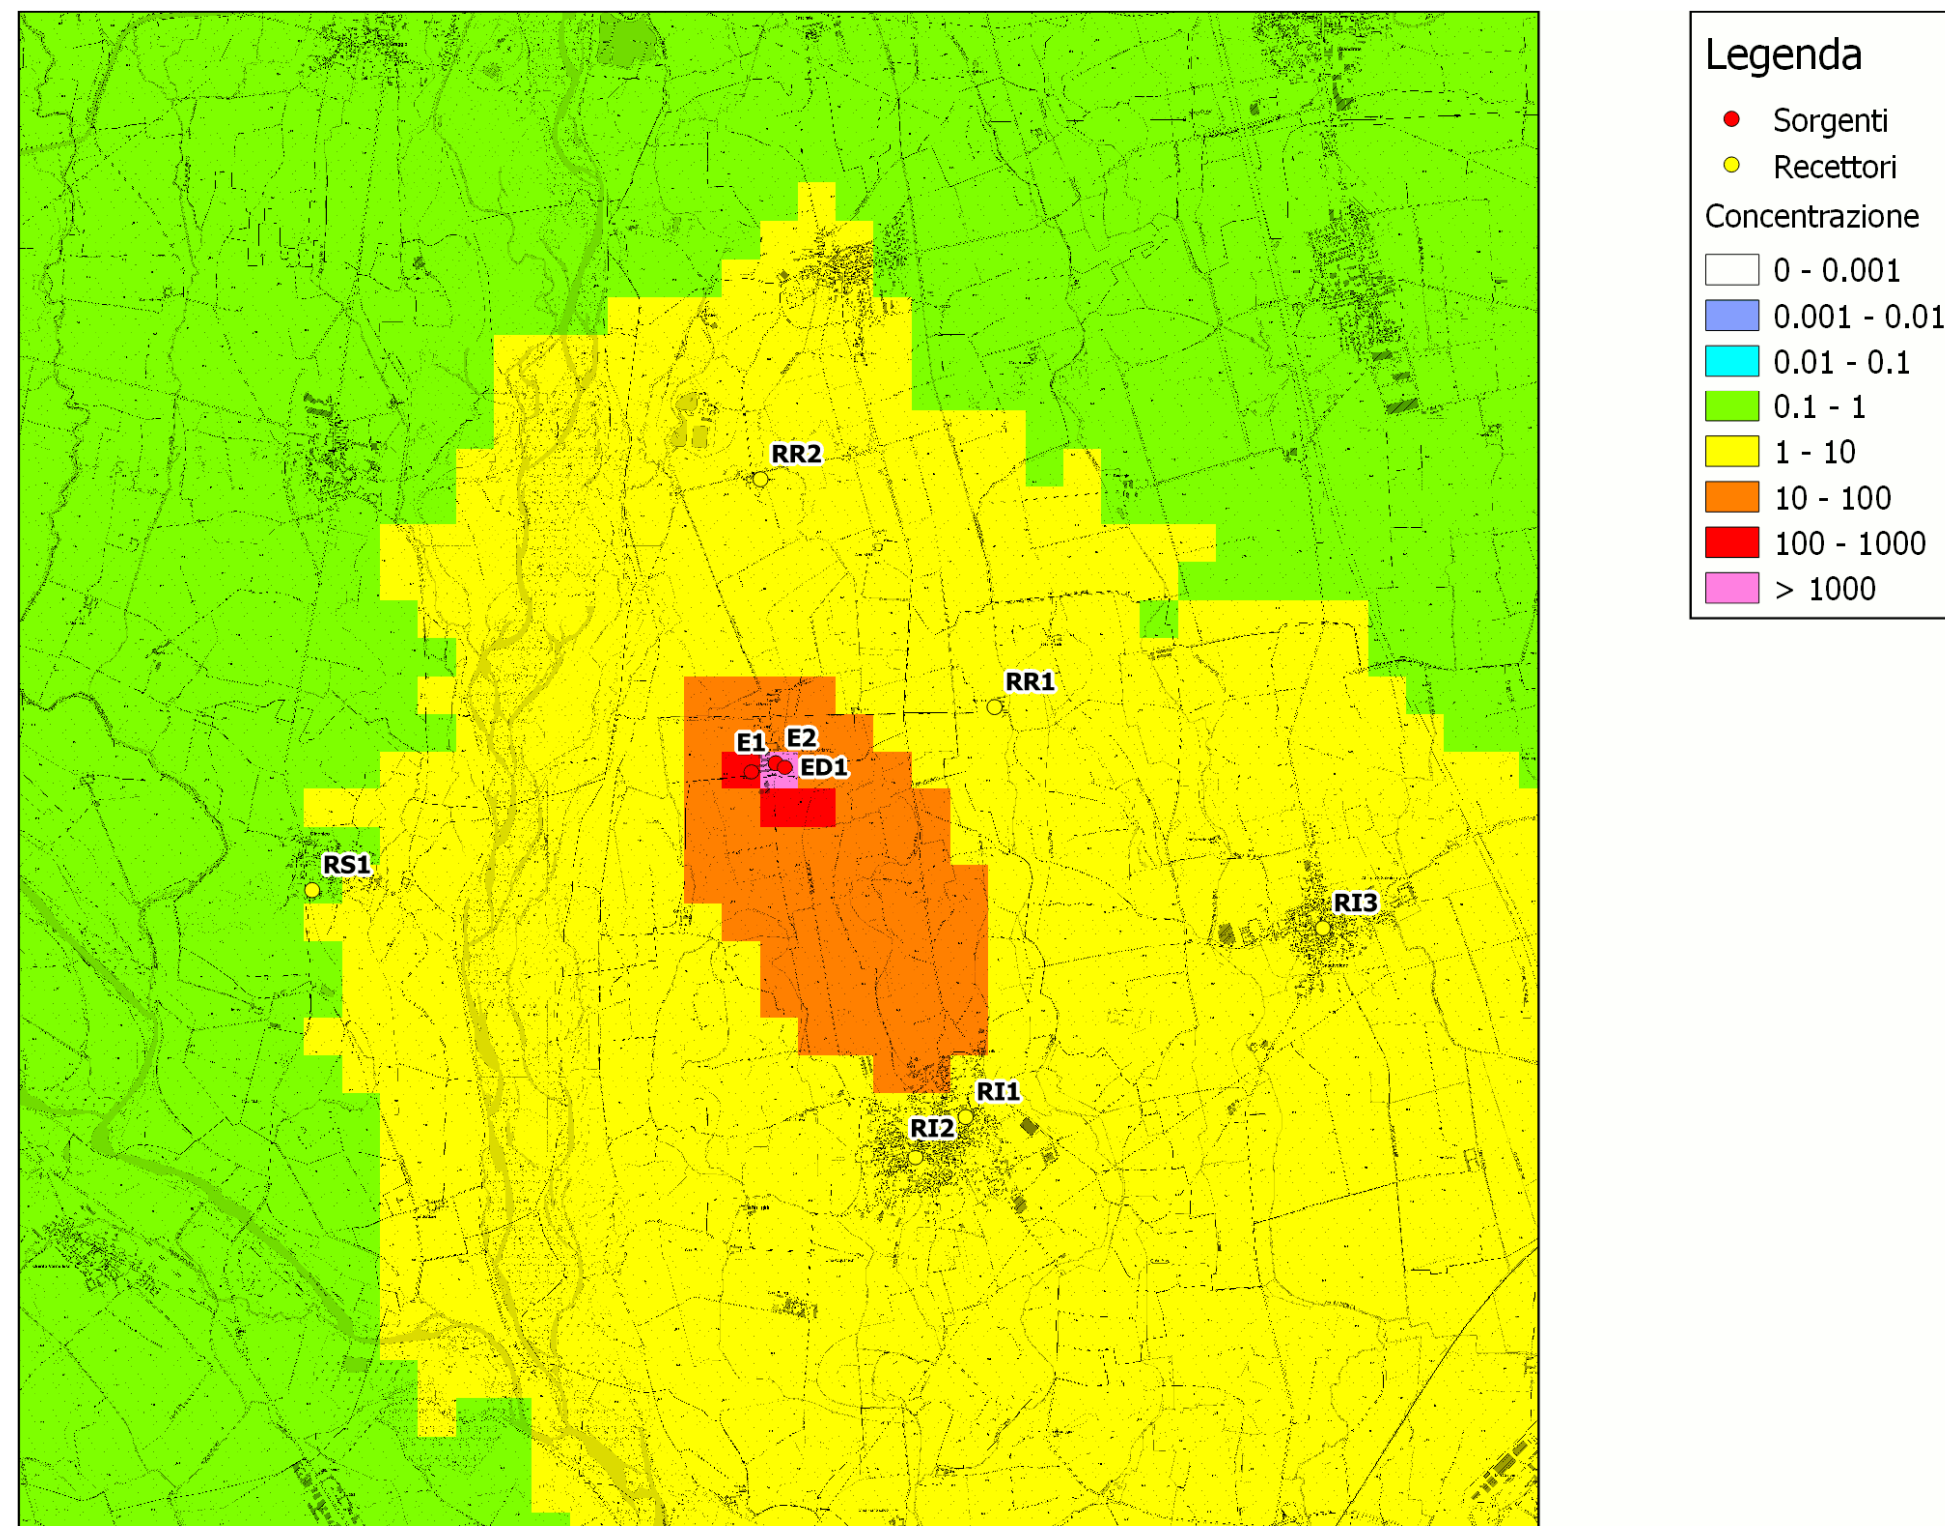 Legenda
Sorgenti
Recettori
Concentrazione
0 - 0.001
0.001 - 0.01
0.01 - 0.1
0.1 - 1
1 - 10
10 - 100
100 - 1000
> 1000
RR2
RR1
E1
E2
ED1
RS1
RI3
RI1
RI2